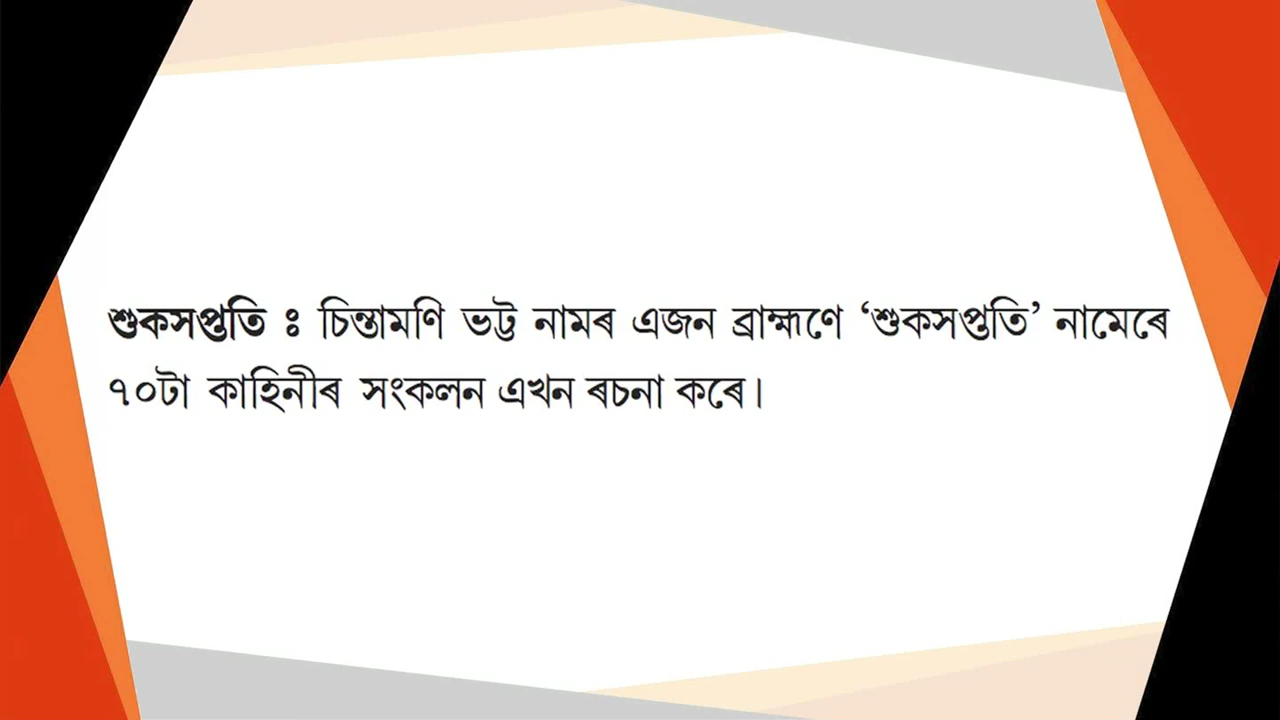 শুকসপ্ততি ঃ চিন্তামণি ভট্ট নামৰ এজন ব্ৰাহ্মণে ‘শুকসপ্ততি’ নামেৰে
৭০টা কাহিনীৰ সংকলন এখন ৰচনা কৰে।